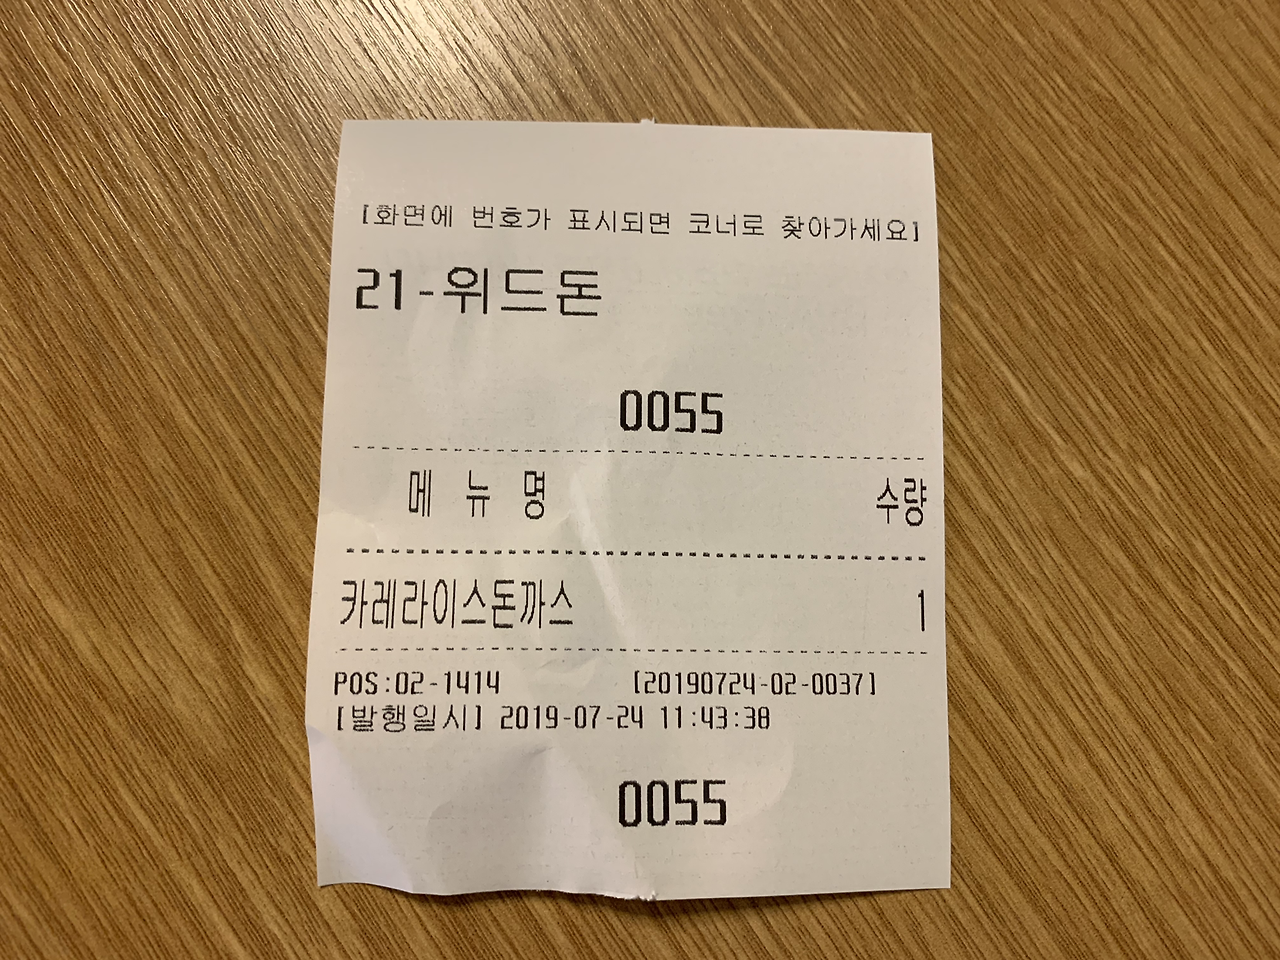 [화면에 번호가 표시되면 코너로 찾아가세요]
21-위드돈
0055
메 뉴 명 수량
카레라이스돈까스 1
POS:02-1414 [20190724-02-0037]
[발행일시] 2019-07-24 11:43:38
0055